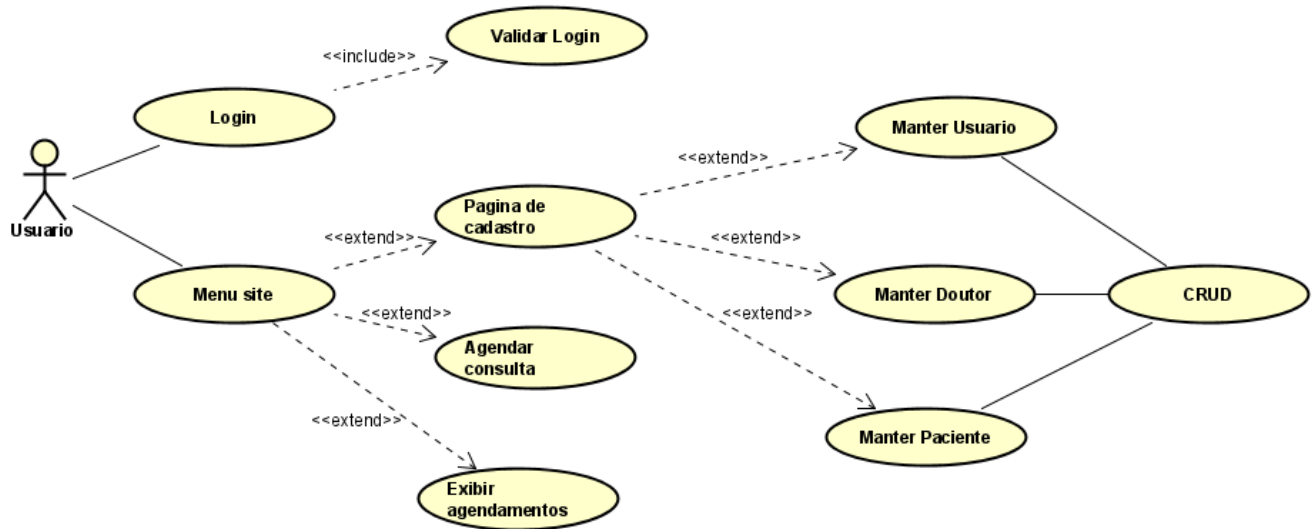 Validar Login
<<include>>
Login
Manter Usuario
<<extend>>
Usuario
Pagina de
cadastro
<<extend>>
<<extend>>
Menu site
Manter Doutor
CRUD
<<extend>>
<<extend>>
Agendar
consulta
<<extend>>
Manter Paciente
Exibir
agendamentos